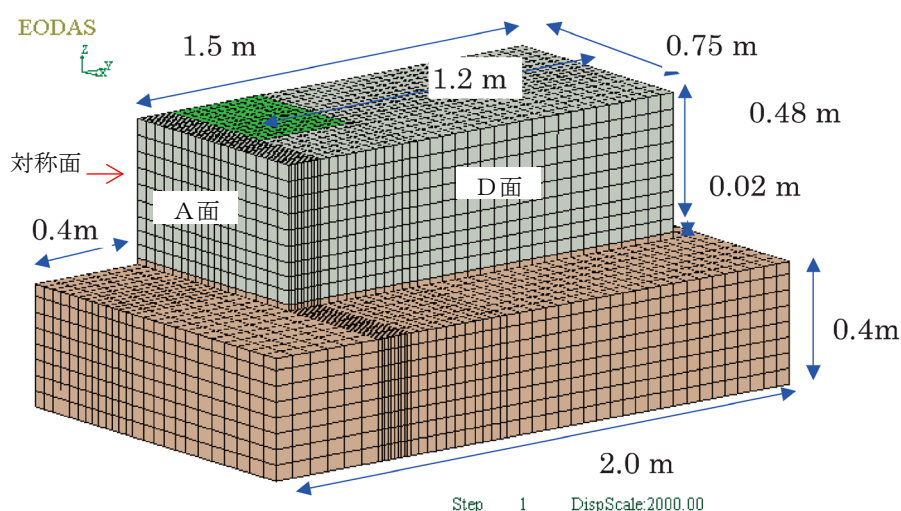 EODAS
Z
Y
X
1.5 m
0.75 m
1.2 m
0.48 m
対称面
D面
0.02 m
A面
0.4m
0.4m
2.0 m
Step 1 DispScale:2000.00